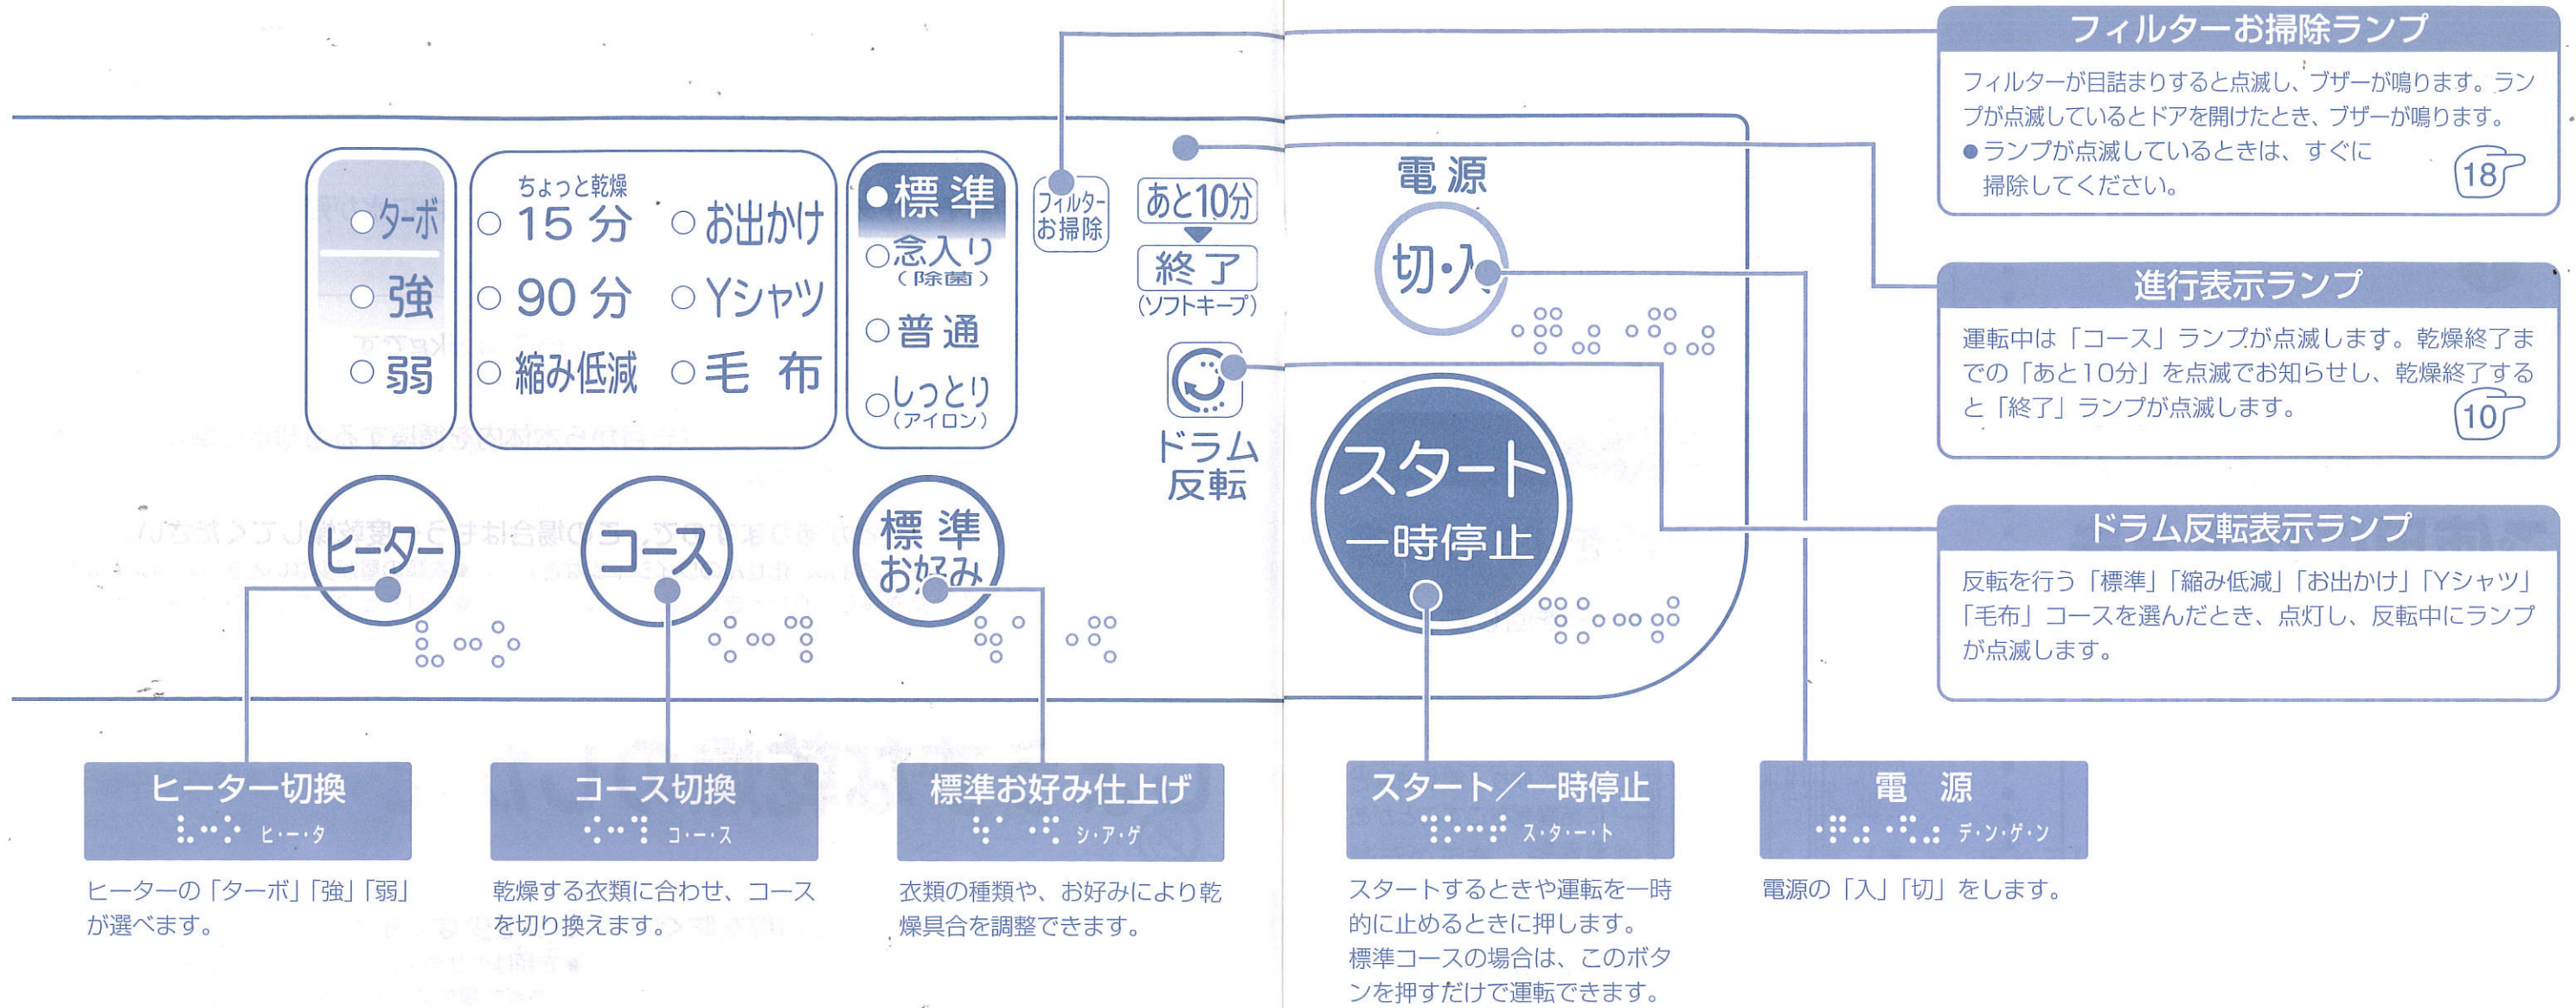 フィルターお掃除ランプ
フィルターが目詰まりすると点滅し、ブザーが鳴ります。ラン
プが点滅しているとドアを開けたとき、ブザーが鳴ります。
●ランプが点滅しているときは、すぐに
掃除してください。
18
進行表示ランプ
運転中は「コース」ランプが点滅します。乾燥終了ま
での「あと10分」を点滅でお知らせし、乾燥終了する
と「終了」ランプが点滅します。
10
ドラム反転表示ランプ
反転を行う「標準」「縮み低減」「お出かけ」「Yシャツ」
「毛布」コースを選んだとき、点灯し、反転中にランプ
が点滅します。
ターボ
強
弱
ちょっと乾燥
15分
90分
縮み低減
お出かけ
Yシャツ
毛布
標準
念入り
(除菌)
普通
しっとり
(アイロン)
フィルター
お掃除
あと10分
終了
(ソフトキープ)
ドラム
反転
電源
切・入
スタート
一時停止
ヒーター
コース
標準
お好み
ヒーター切換
ヒ・ー・タ
ヒーターの「ターボ」「強」「弱」
が選べます。
コース切換
コ・ー・ス
乾燥する衣類に合わせ、コース
を切り換えます。
標準お好み仕上げ
シ・ア・ゲ
衣類の種類や、お好みにより乾
燥具合を調整できます。
スタート／一時停止
ス・タ・ー・ト
スタートするときや運転を一時
的に止めるときに押します。
標準コースの場合は、このボタ
ンを押すだけで運転できます。
電源
デ・ン・ゲ・ン
電源の「入」「切」をします。